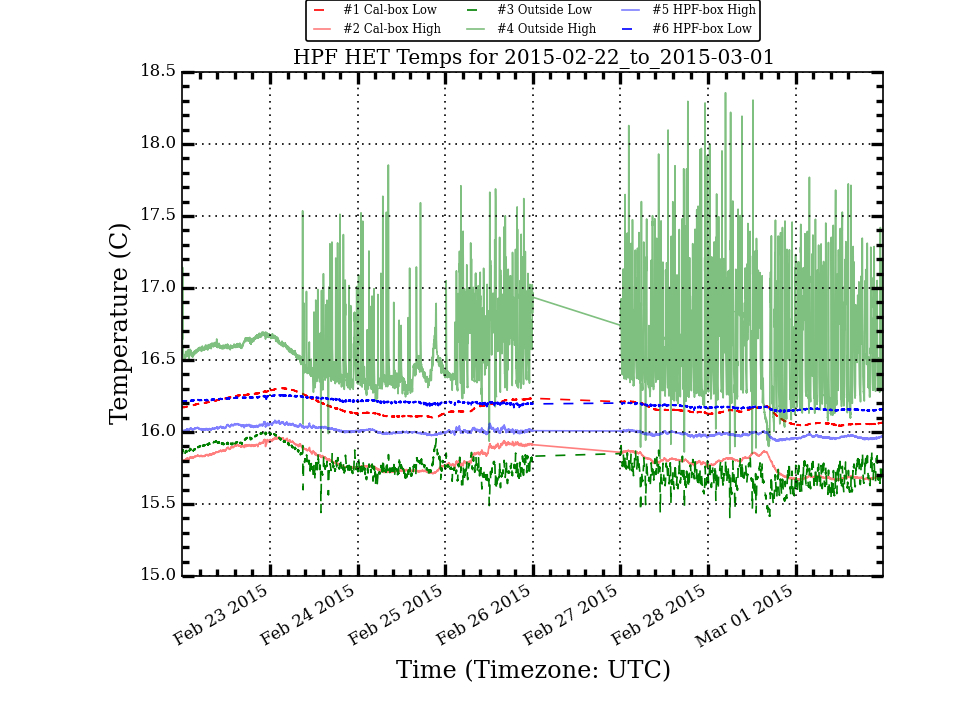 #1 Cal-box Low #3 Outside Low #5 HPF-box High
#2 Cal-box High #4 Outside High #6 HPF-box Low
HPF HET Temps for 2015-02-22_to_2015-03-01
18.5
18.0
17.5
17.0
16.5
16.0
15.5
15.0
Temperature (C)
Feb 23 2015
Feb 24 2015
Feb 25 2015
Feb 26 2015
Feb 27 2015
Feb 28 2015
Mar 01 2015
Time (Timezone: UTC)